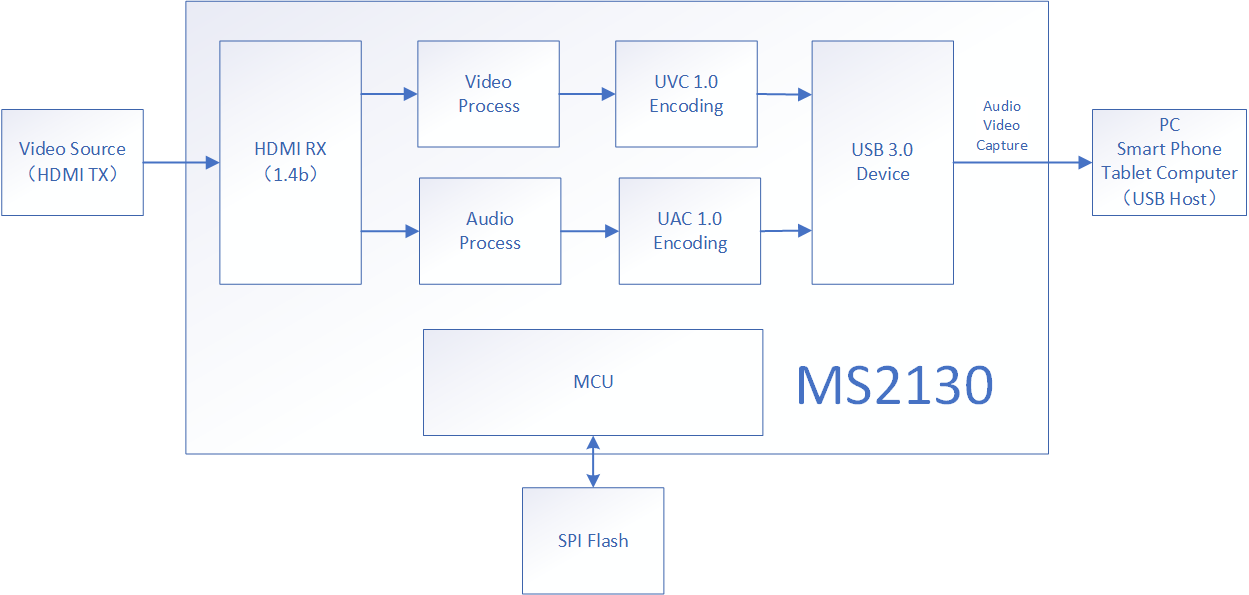 Video Source
（HDMI TX）
HDMI RX
（1.4b）
Video
Process
UVC 1.0
Encoding
Audio
Process
UAC 1.0
Encoding
USB 3.0
Device
Audio
Video
Capture
PC
Smart Phone
Tablet Computer
（USB Host）
MCU
MS2130
SPI Flash